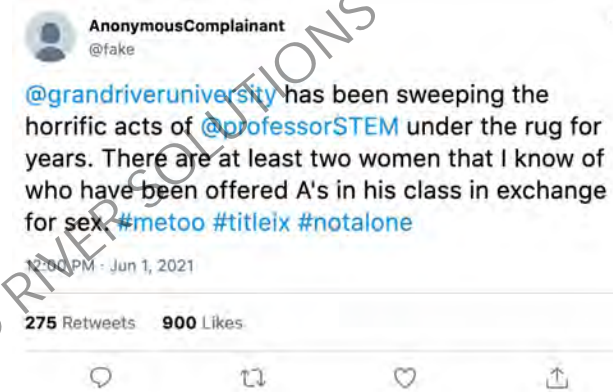 AnonymousComplainant
@fake
@grandriveruniversity has been sweeping the
horrific acts of @professorSTEM under the rug for
years. There are at least two women that I know of
who have been offered A's in his class in exchange
for sex. #metoo #titleix #notalone
12:00 PM · Jun 1, 2021
275 Retweets 900 Likes
RIVER SOLUTIONS